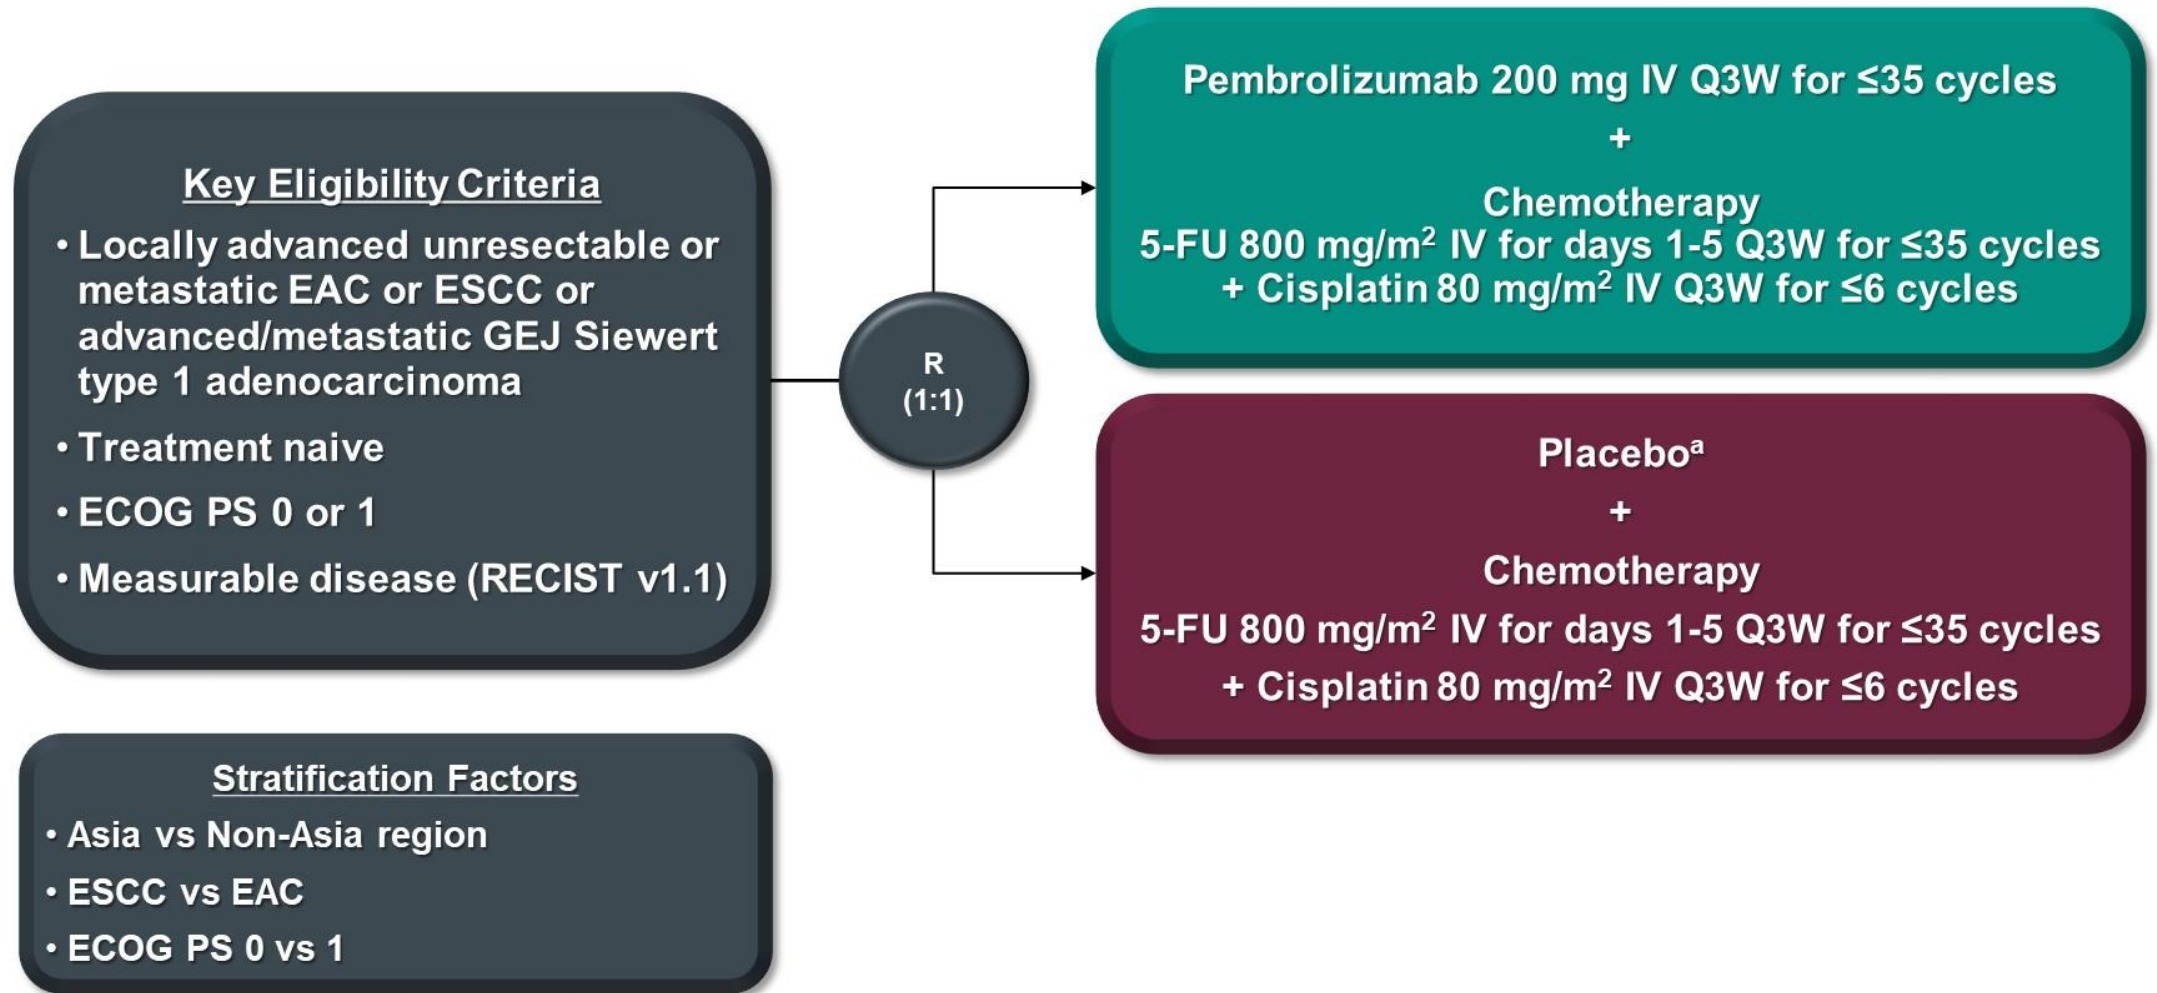 Key Eligibility Criteria
• Locally advanced unresectable or
metastatic EAC or ESCC or
advanced/metastatic GEJ Siewert
type 1 adenocarcinoma
• Treatment naive
• ECOG PS 0 or 1
• Measurable disease (RECIST v1.1)
Stratification Factors
• Asia vs Non-Asia region
• ESCC vs EAC
• ECOG PS 0 vs 1
R
(1:1)
Pembrolizumab 200 mg IV Q3W for ≤35 cycles
+
Chemotherapy
5-FU 800 mg/m² IV for days 1-5 Q3W for ≤35 cycles
+ Cisplatin 80 mg/m² IV Q3W for ≤6 cycles
Placeboᵃ
+
Chemotherapy
5-FU 800 mg/m² IV for days 1-5 Q3W for ≤35 cycles
+ Cisplatin 80 mg/m² IV Q3W for ≤6 cycles